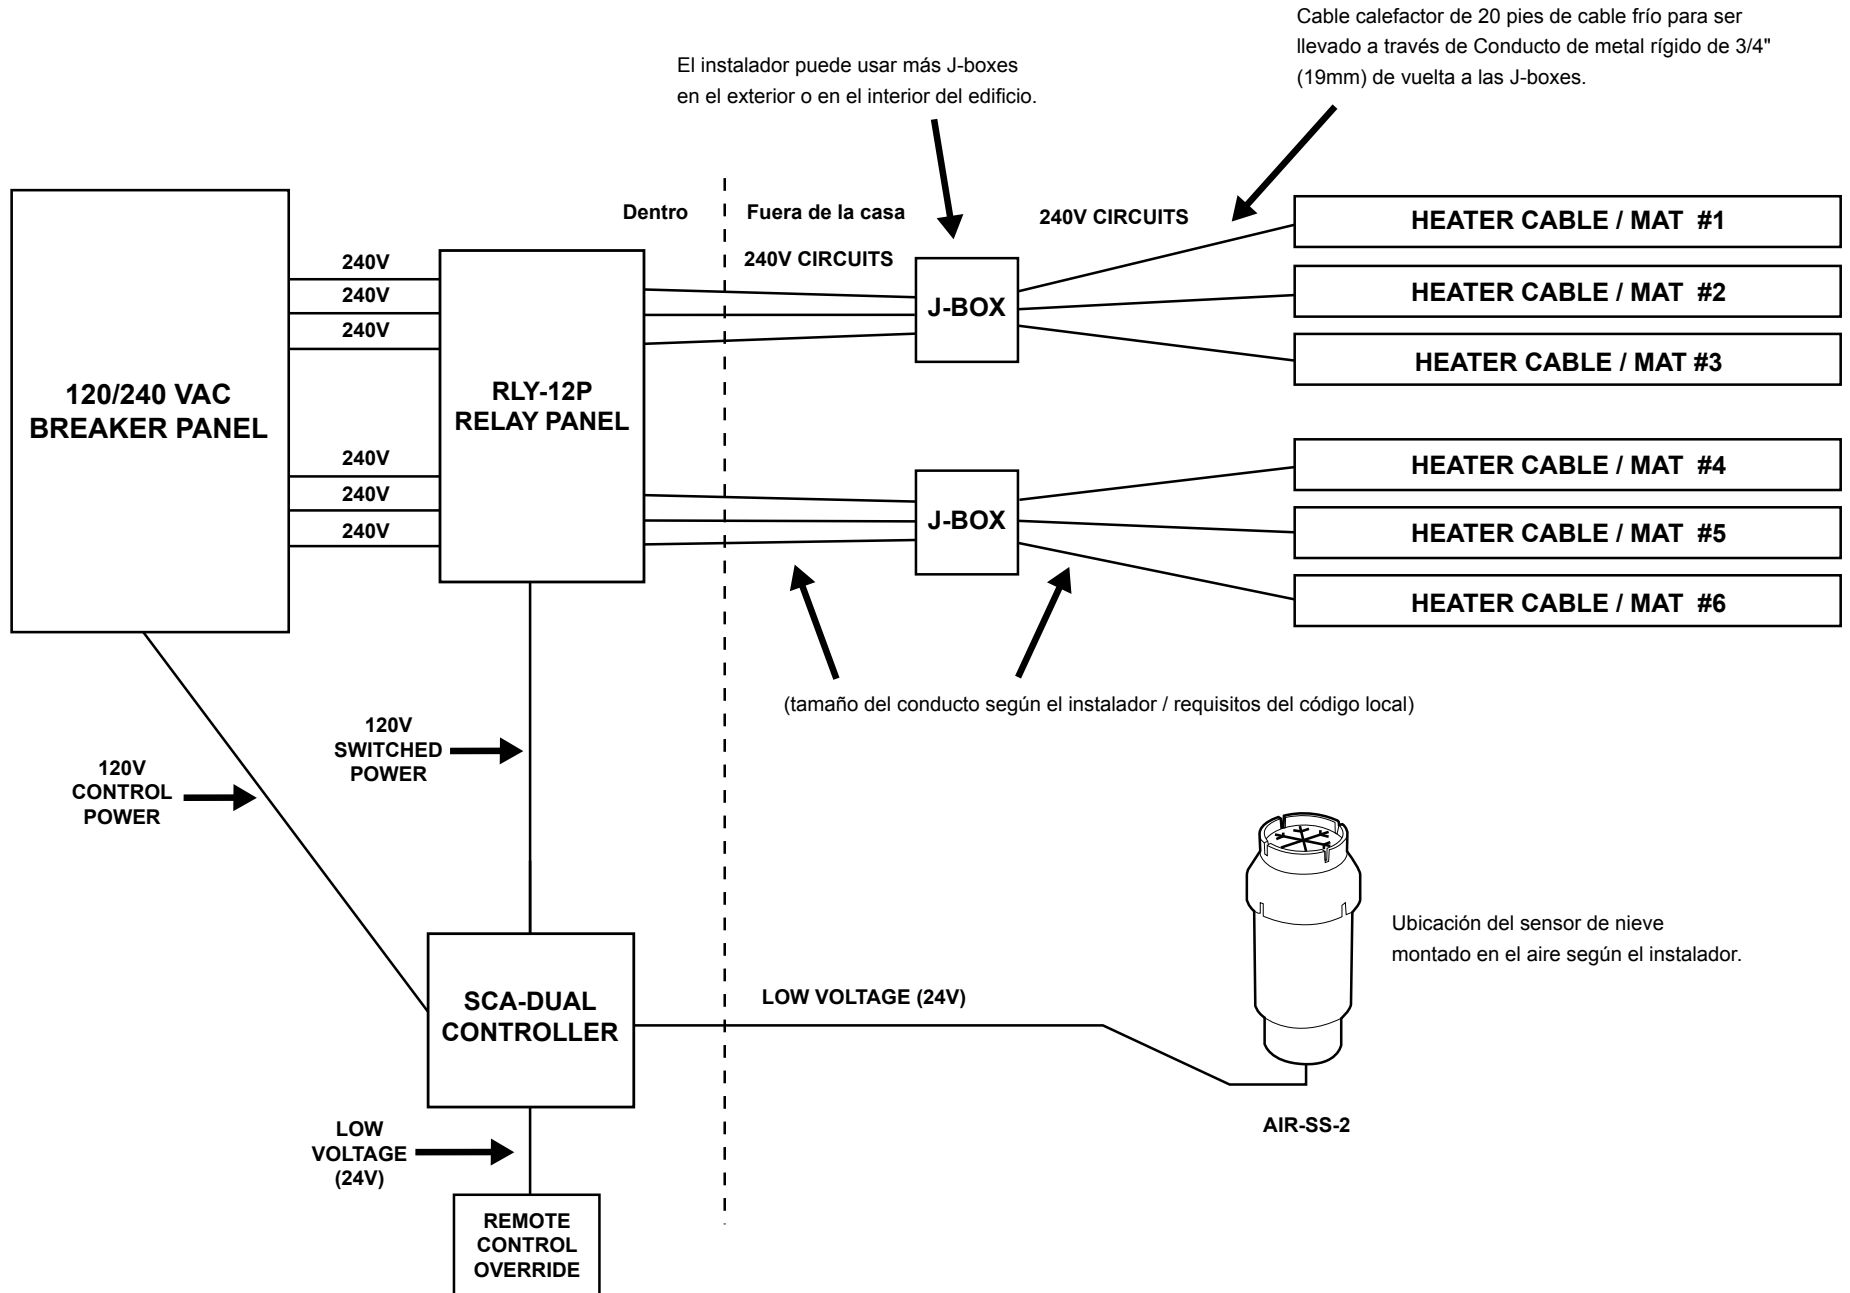 Cable calefactor de 20 pies de cable frío para ser
llevado a través de Conducto de metal rígido de 3/4"
(19mm) de vuelta a las J-boxes.
El instalador puede usar más J-boxes
en el exterior o en el interior del edificio.
Dentro
Fuera de la casa
240V CIRCUITS
240V CIRCUITS
240V
240V
240V
240V
240V
240V
120/240 VAC
BREAKER PANEL
RLY-12P
RELAY PANEL
J-BOX
J-BOX
HEATER CABLE / MAT #1
HEATER CABLE / MAT #2
HEATER CABLE / MAT #3
HEATER CABLE / MAT #4
HEATER CABLE / MAT #5
HEATER CABLE / MAT #6
(tamaño del conducto según el instalador / requisitos del código local)
120V
SWITCHED
POWER
120V
CONTROL
POWER
Ubicación del sensor de nieve
montado en el aire según el instalador.
SCA-DUAL
CONTROLLER
LOW VOLTAGE (24V)
AIR-SS-2
LOW
VOLTAGE
(24V)
REMOTE
CONTROL
OVERRIDE